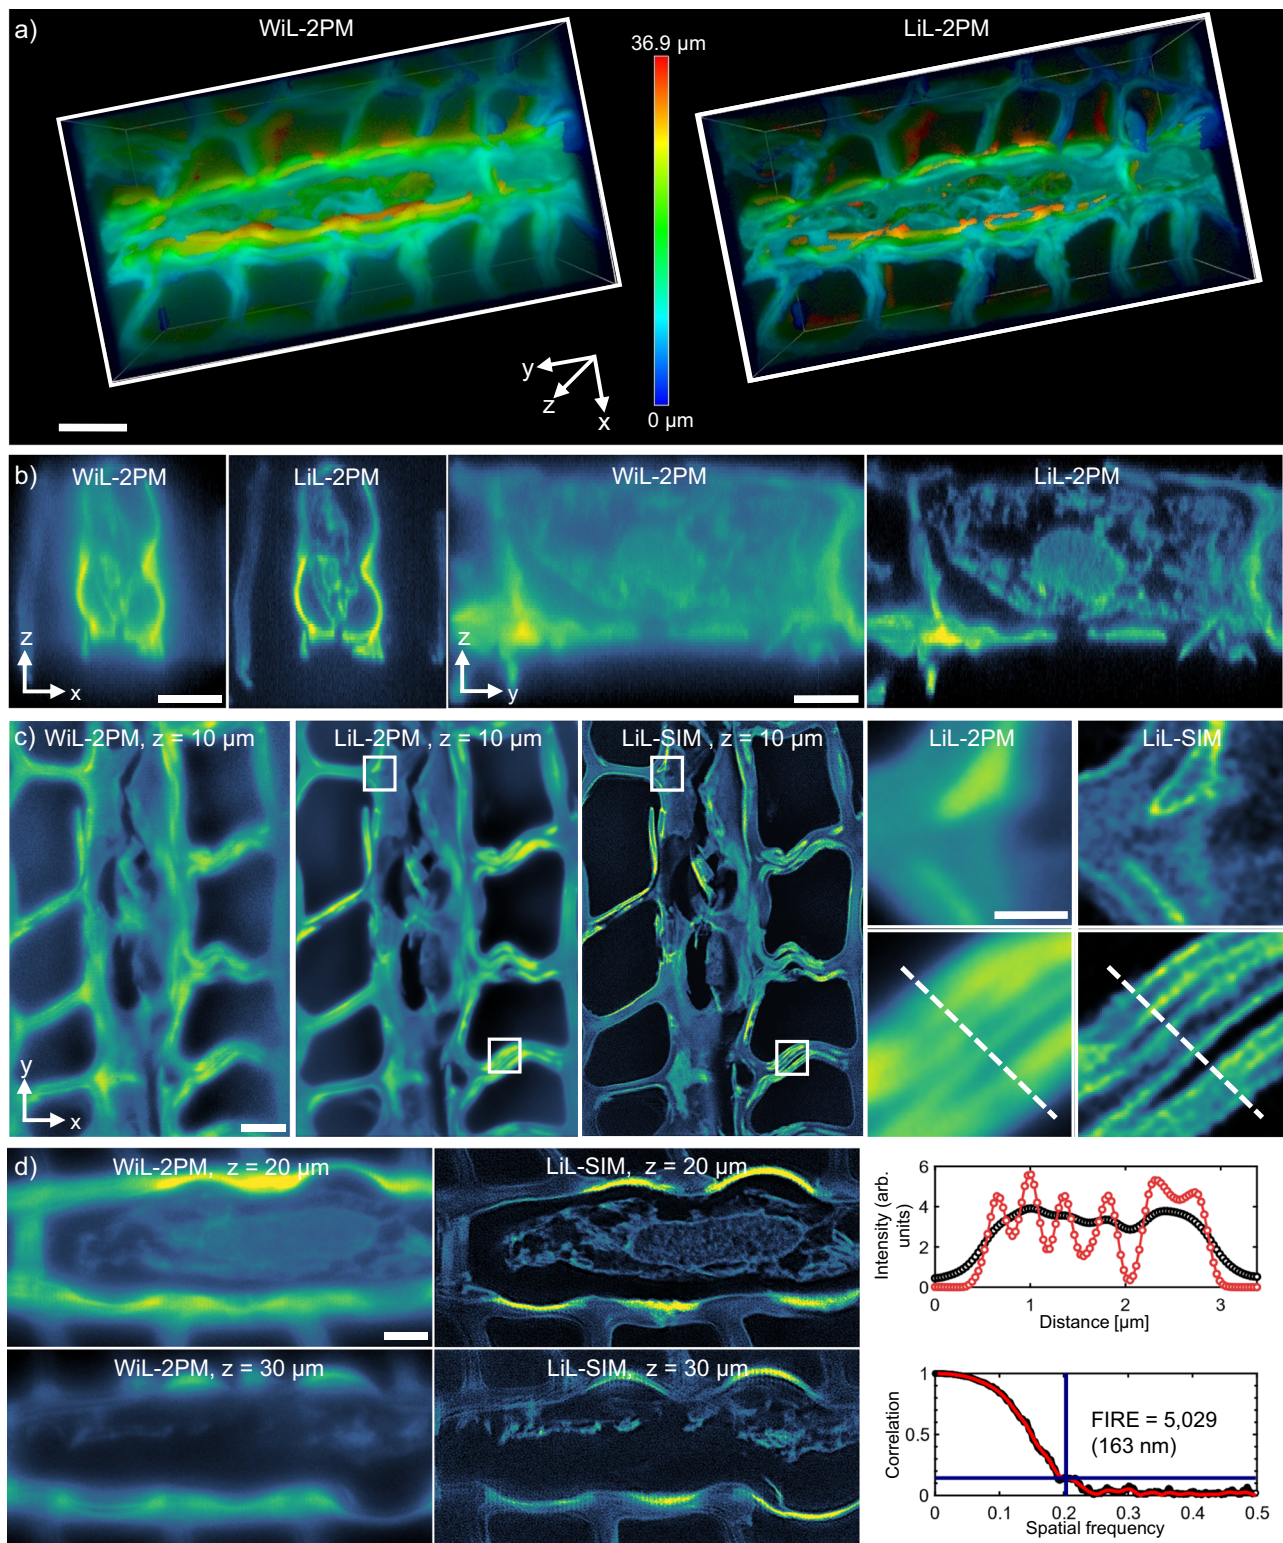 a)
WiL-2PM
LiL-2PM
36.9 μm
0 μm
y
z
x
b)
WiL-2PM
LiL-2PM
WiL-2PM
LiL-2PM
z
x
z
y
c)
WiL-2PM, z = 10 μm
LiL-2PM , z = 10 μm
LiL-SIM , z = 10 μm
LiL-2PM
LiL-SIM
y
x
d)
WiL-2PM, z = 20 μm
LiL-SIM, z = 20 μm
WiL-2PM, z = 30 μm
LiL-SIM, z = 30 μm
Intensity (arb.
units)
6
4
2
0
0
1
2
3
Distance [μm]
Correlation
1
0.5
0
FIRE = 5,029
(163 nm)
0
0.1
0.2
0.3
0.4
0.5
Spatial frequency